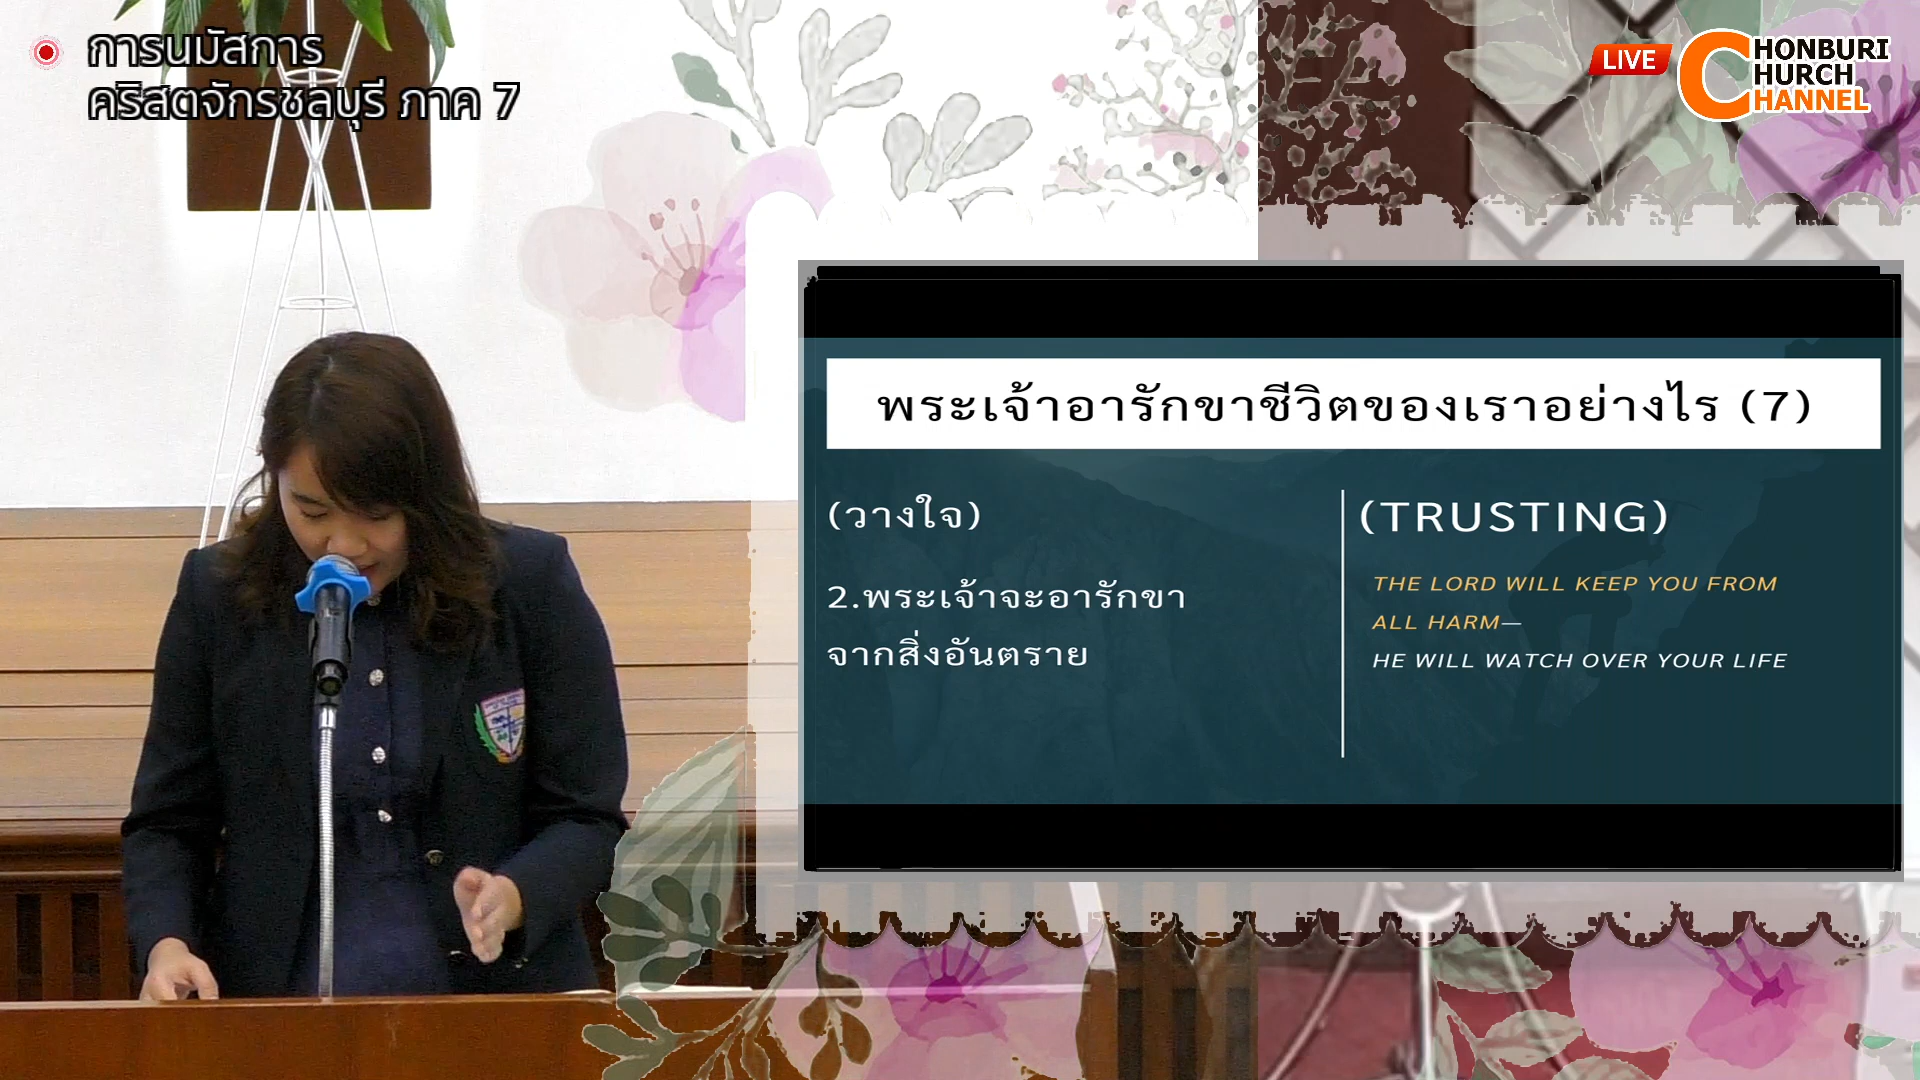 การนมัสการ
คริสตจักรชลบุรี ภาค 7
LIVE
CHONBURI
CHURCH
CHANNEL
พระเจ้าอารักขาชีวิตของเราอย่างไร (7)
(วางใจ)
2.พระเจ้าจะอารักขา
จากสิ่งอันตราย
(TRUSTING)
THE LORD WILL KEEP YOU FROM
ALL HARM—
HE WILL WATCH OVER YOUR LIFE